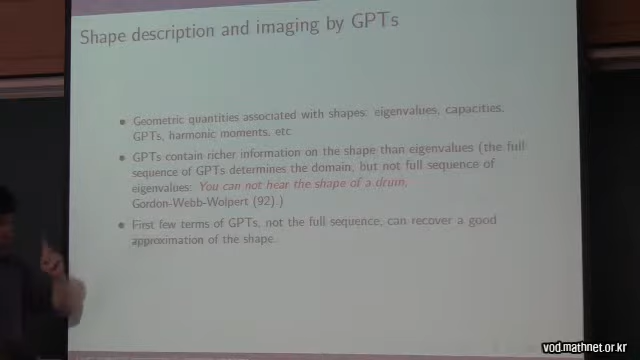 Shape description and imaging by GPTs
• Geometric quantities associated with shapes: eigenvalues, capacities,
GPTs, harmonic moments, etc
• GPTs contain richer information on the shape than eigenvalues (the full
sequence of GPTs determines the domain, but not full sequence of
eigenvalues: You can not hear the shape of a drum,
Gordon-Webb-Wolpert (92).)
• First few terms of GPTs, not the full sequence, can recover a good
approximation of the shape.
vod.mathnet.or.kr